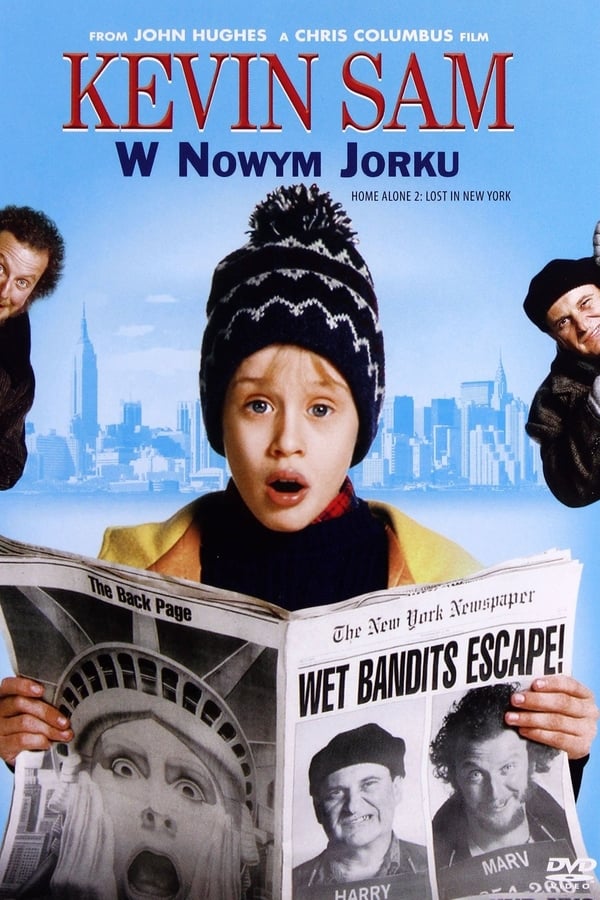 FROM JOHN HUGHES A CHRIS COLUMBUS FILM
KEVIN SAM
W NOWYM JORKU
HOME ALONE 2: LOST IN NEW YORK
The Back Page
The New York Newspaper
WET BANDITS ESCAPE!
HARRY
MARV
DVD
VIDEO